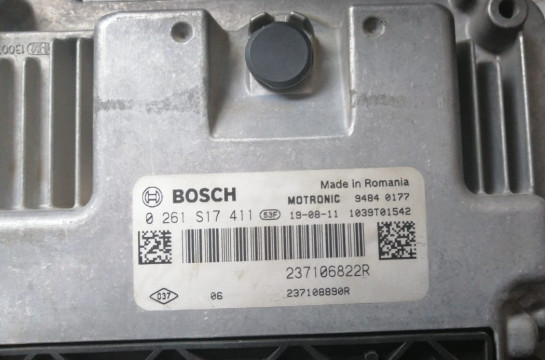 BOSCH
Made in Romania
MOTRONIC 9484 0177
0 261 S17 411 53F 19-08-11 1039T01542
237106822R
037 06 237108890R